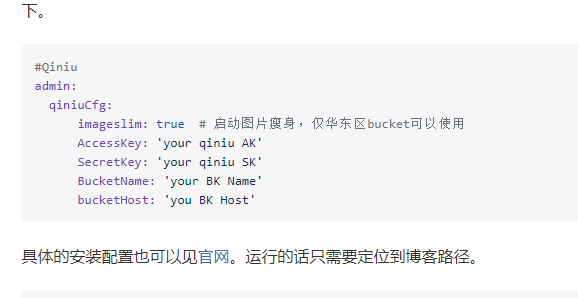 下。
#Qiniu
admin:
  qiniuCfg:
      imageslim: true  # 启动图片瘦身，仅华东区bucket可以使用
      AccessKey: 'your qiniu AK'
      SecretKey: 'your qiniu SK'
      BucketName: 'your BK Name'
      bucketHost: 'you BK Host'
具体的安装配置也可以见官网。运行的话只需要定位到博客路径。